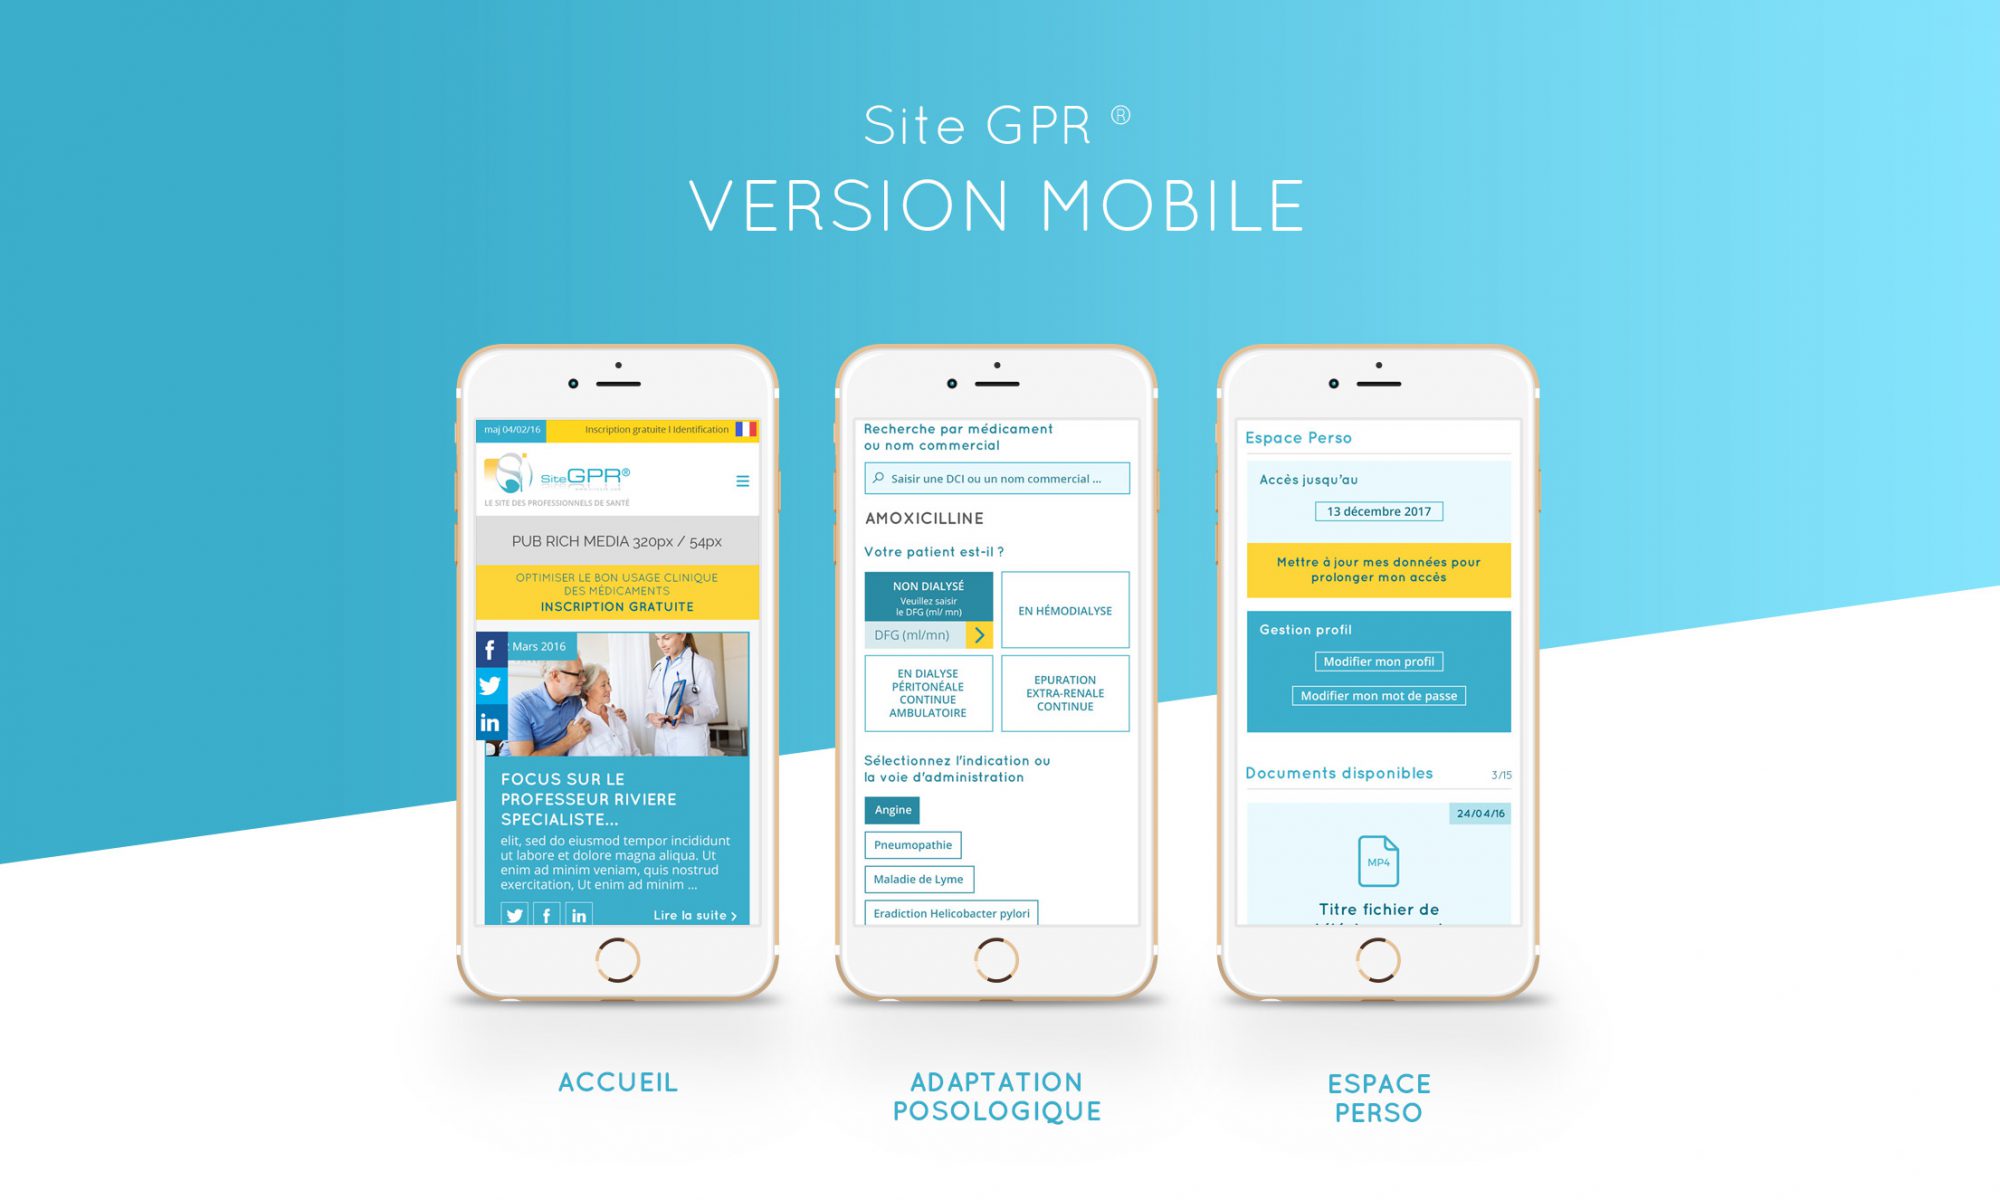 Site GPR ®
VERSION MOBILE
maj 04/02/16
Inscription gratuite I Identification
SiteGPR®
LE SITE DES PROFESSIONNELS DE SANTÉ
PUB RICH MEDIA 320px / 54px
OPTIMISER LE BON USAGE CLINIQUE
DES MÉDICAMENTS
INSCRIPTION GRATUITE
Mars 2016
FOCUS SUR LE
PROFESSEUR RIVIERE
SPECIALISTE...
elit, sed do eiusmod tempor incididunt
ut labore et dolore magna aliqua. Ut
enim ad minim veniam, quis nostrud
exercitation, Ut enim ad minim ...
Lire la suite >
Recherche par médicament
ou nom commercial
Saisir une DCI ou un nom commercial ...
AMOXICILLINE
Votre patient est-il ?
NON DIALYSÉ
Veuillez saisir
le DFG (ml/ mn)
DFG (ml/mn)
EN HÉMODIALYSE
EN DIALYSE
PÉRITONÉALE
CONTINUE
AMBULATOIRE
EPURATION
EXTRA-RENALE
CONTINUE
Sélectionnez l'indication ou
la voie d'administration
Angine
Pneumopathie
Maladie de Lyme
Eradiction Helicobacter pylori
Espace Perso
Accès jusqu'au
13 décembre 2017
Mettre à jour mes données pour
prolonger mon accès
Gestion profil
Modifier mon profil
Modifier mon mot de passe
Documents disponibles
3/15
24/04/16
MP4
Titre fichier de
ACCUEIL
ADAPTATION
POSOLOGIQUE
ESPACE
PERSO